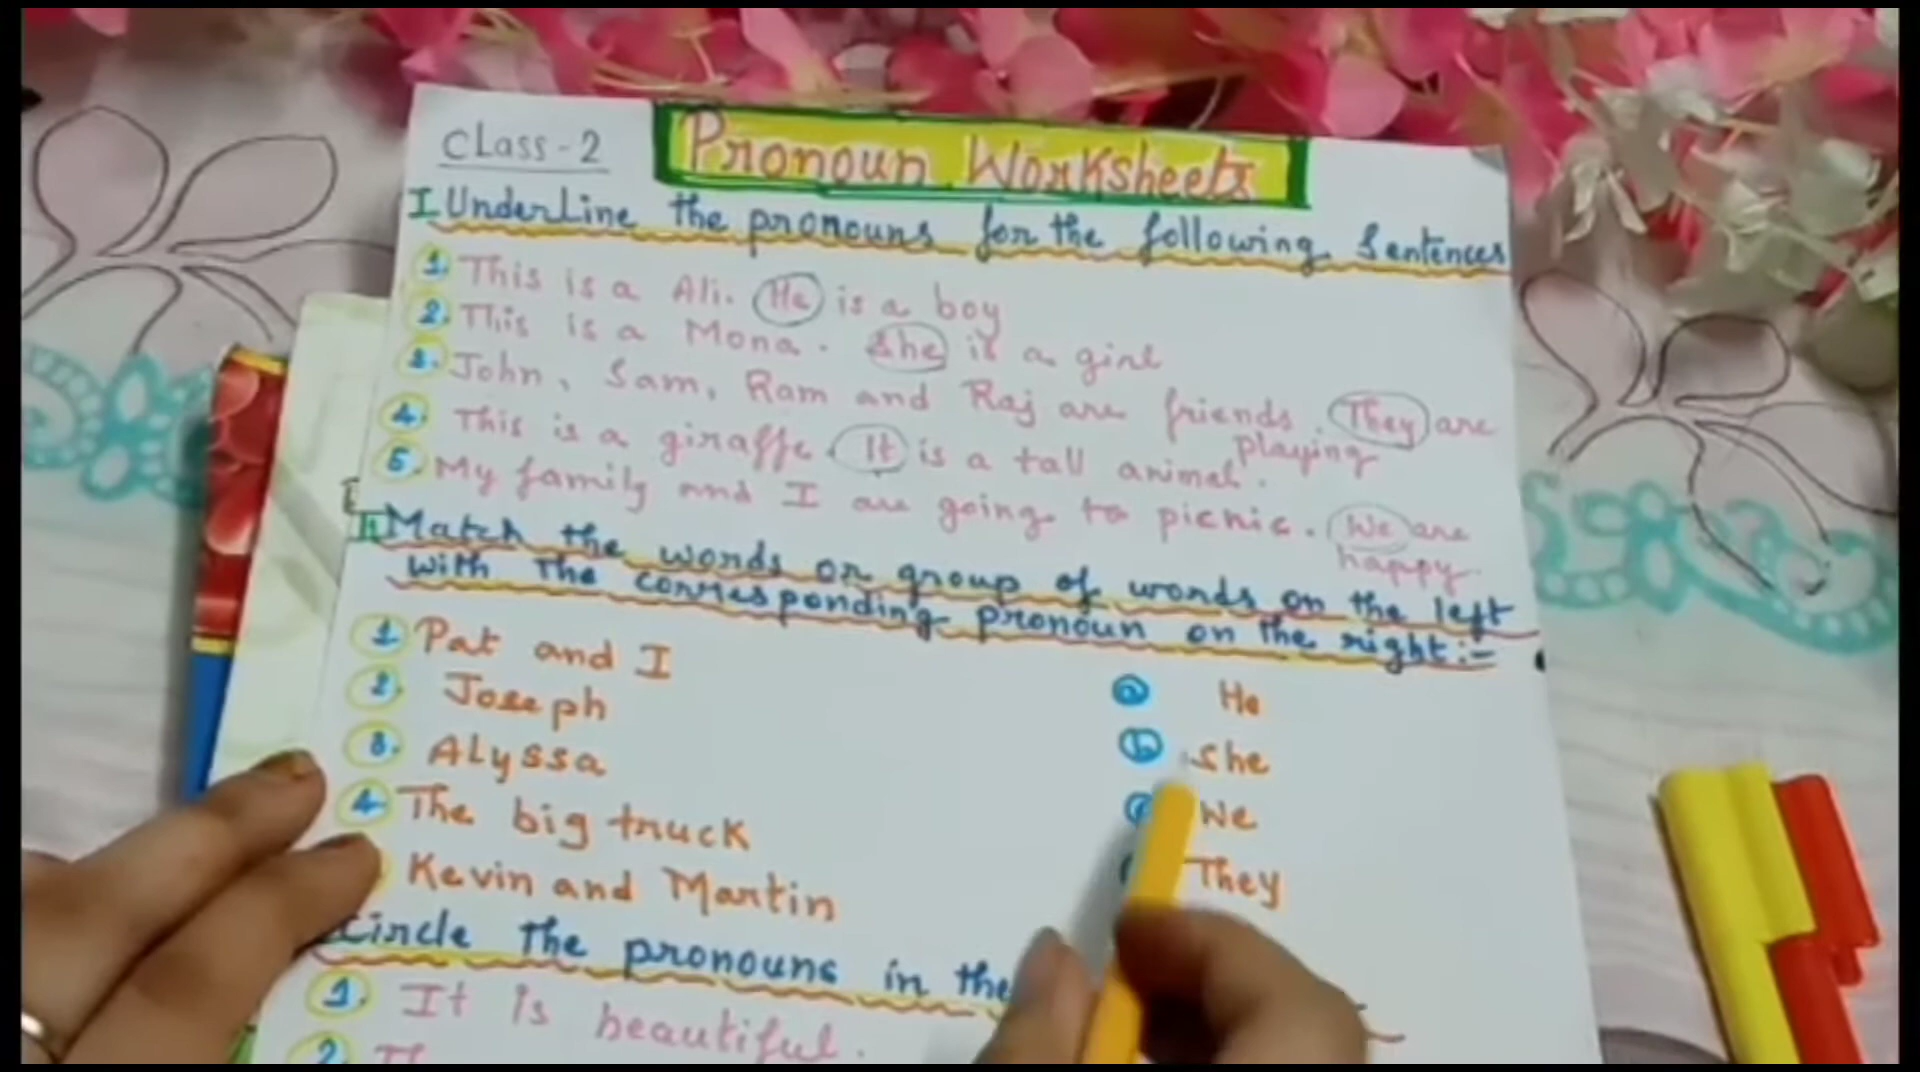 Class-2
Pronoun Worksheets
I Underline the pronouns for the following Sentences
1. This is a Ali. He is a boy
2. This is a Mona. She is a girl
3. John, Sam, Ram and Raj are friends. They are
playing
4. This is a giraffe. It is a tall animal.
5. My family and I are going to picnic. We are
happy.
II Match the words or group of words on the left
with the corresponding pronoun on the right:-
1 Pat and I
2. Joseph
a He
3. Alyssa
b She
4. The big truck
We
Kevin and Martin
They
Circle the pronouns in the
1. It is beautiful.
2.